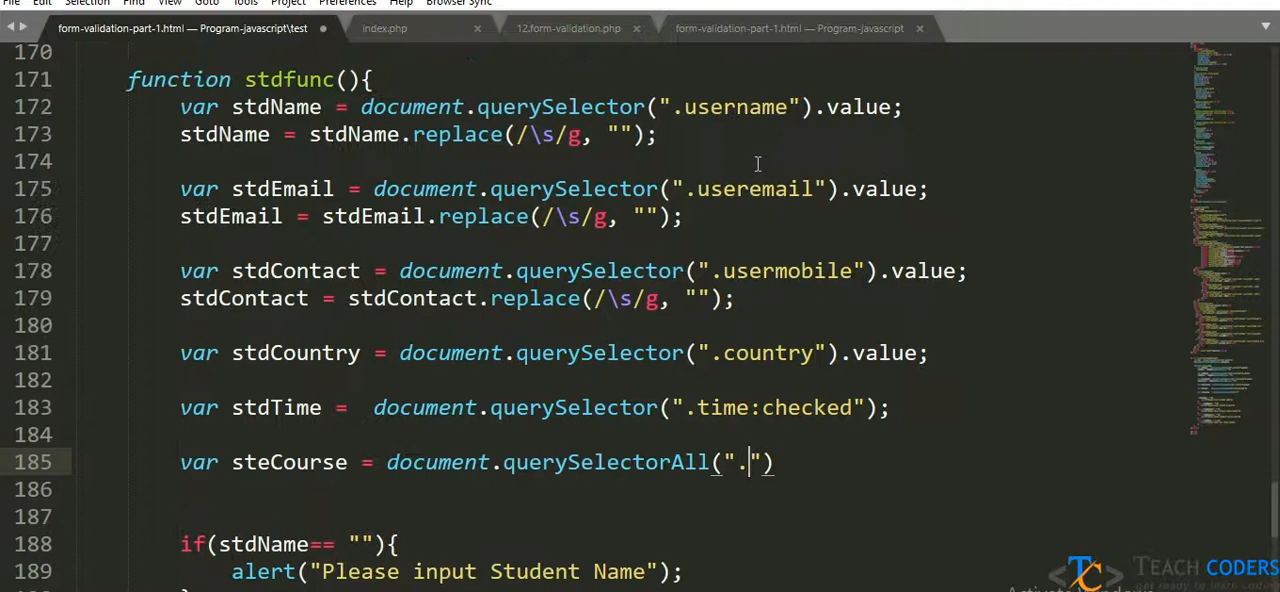 File Edit Selection Find View Goto Tools Project Preferences Help Browser Sync
form-validation-part-1.html — Program-javascript\test index.php 12.form-validation.php form-validation-part-1.html — Program-javascript
170
171 function stdfunc(){
172 var stdName = document.querySelector(".username").value;
173 stdName = stdName.replace(/\s/g, "");
174
175 var stdEmail = document.querySelector(".useremail").value;
176 stdEmail = stdEmail.replace(/\s/g, "");
177
178 var stdContact = document.querySelector(".usermobile").value;
179 stdContact = stdContact.replace(/\s/g, "");
180
181 var stdCountry = document.querySelector(".country").value;
182
183 var stdTime =  document.querySelector(".time:checked");
184
185 var steCourse = document.querySelectorAll(".")
186
187
188 if(stdName== ""){
189 alert("Please input Student Name");
TC TEACH CODERS